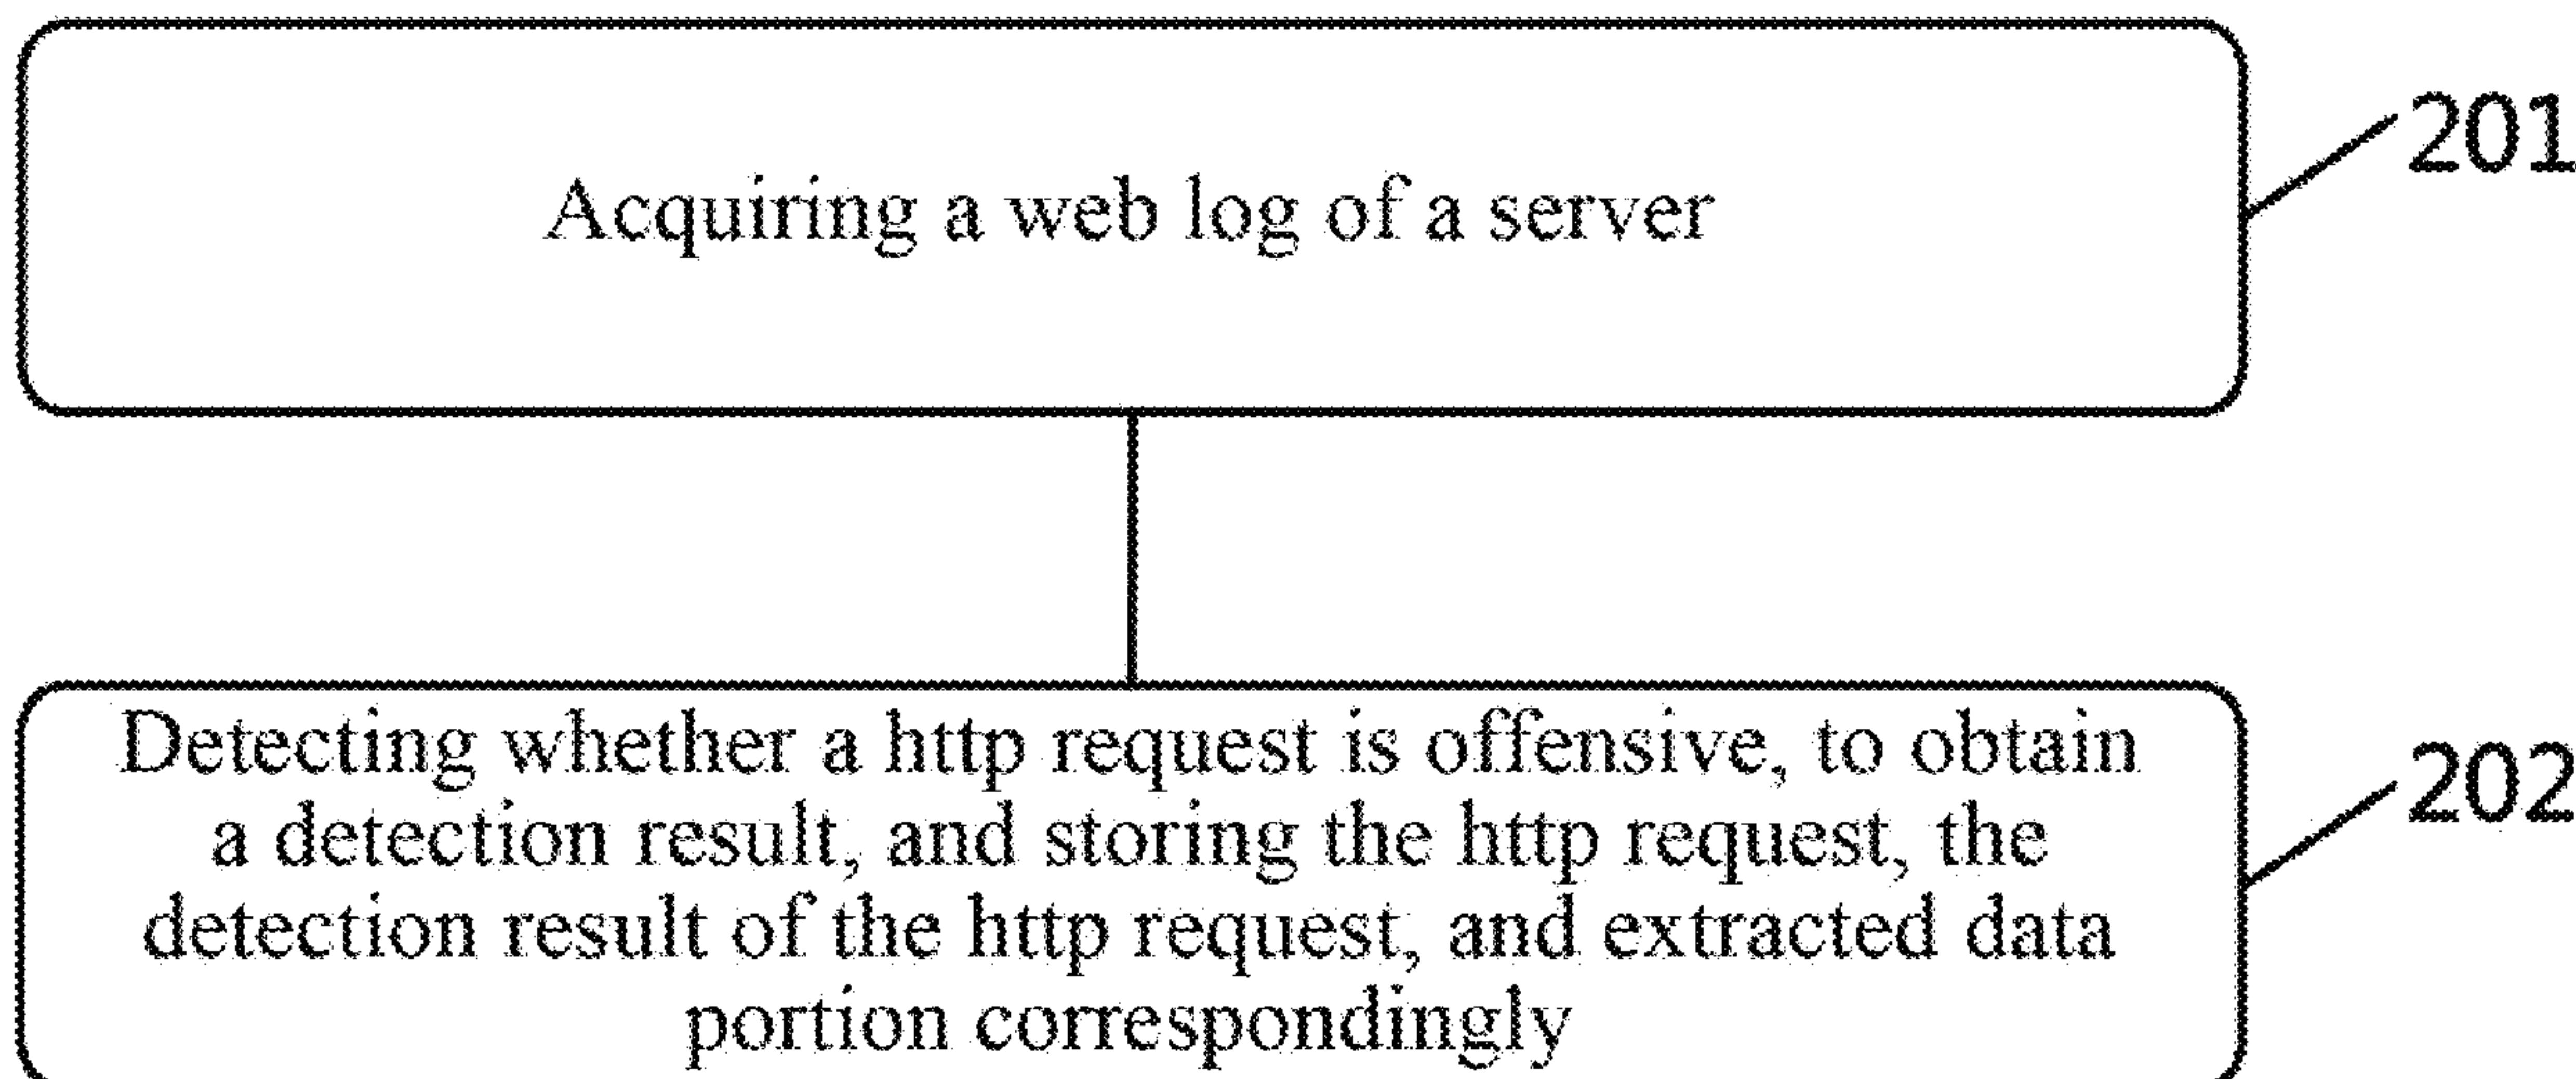 Acquiring a web log of a server
201
Detecting whether a http request is offensive, to obtain
a detection result, and storing the http request, the
detection result of the http request, and extracted data
portion correspondingly
202